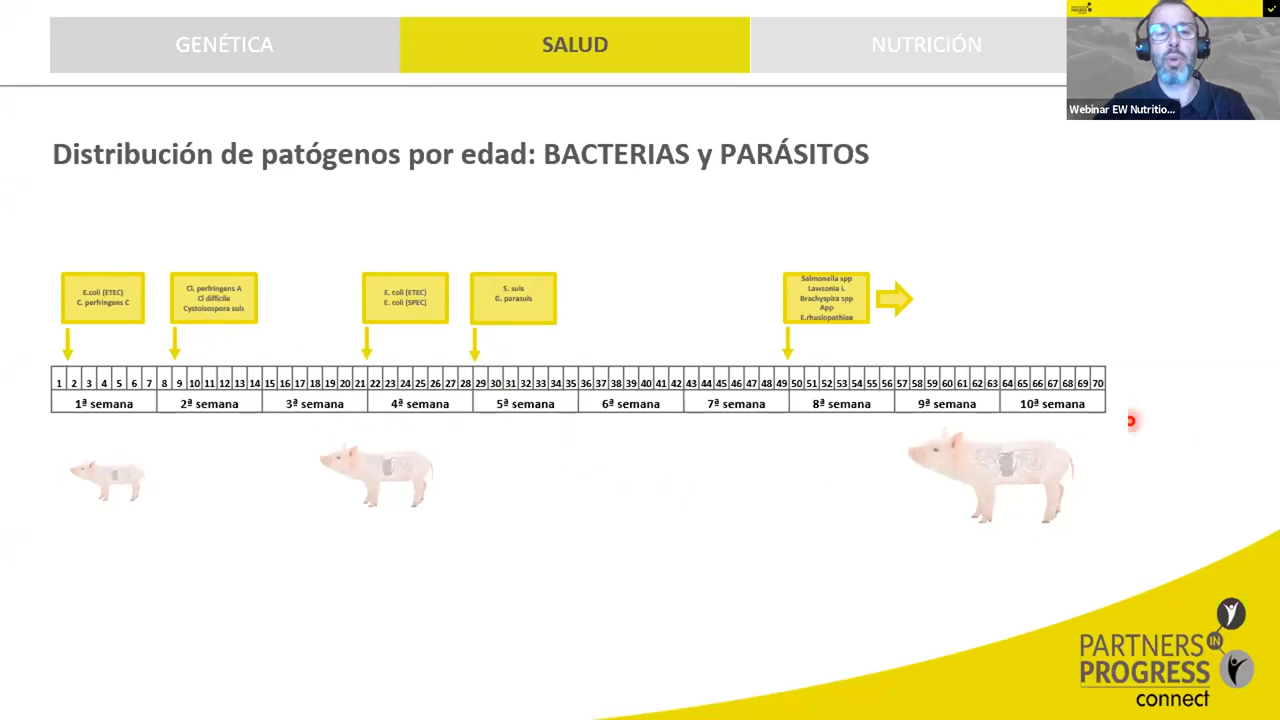 GENÉTICA
SALUD
NUTRICIÓN
PARTNERS IN
PROGRESS
Webinar EW Nutritio...
Distribución de patógenos por edad: BACTERIAS y PARÁSITOS
E.coli (ETEC)
C. perfringens C
Cl. perfringens A
Cl difficile
Cystoisospora suis
E. coli (ETEC)
E. coli (SPEC)
S. suis
G. parasuis
Salmonella spp
Lawsonia i.
Brachyspira spp
App
E.rhusiopathiae
1 2 3 4 5 6 7 8 9 10 11 12 13 14 15 16 17 18 19 20 21 22 23 24 25 26 27 28 29 30 31 32 33 34 35 36 37 38 39 40 41 42 43 44 45 46 47 48 49 50 51 52 53 54 55 56 57 58 59 60 61 62 63 64 65 66 67 68 69 70
1ª semana 2ª semana 3ª semana 4ª semana 5ª semana 6ª semana 7ª semana 8ª semana 9ª semana 10ª semana
PARTNERS IN
PROGRESS
connect